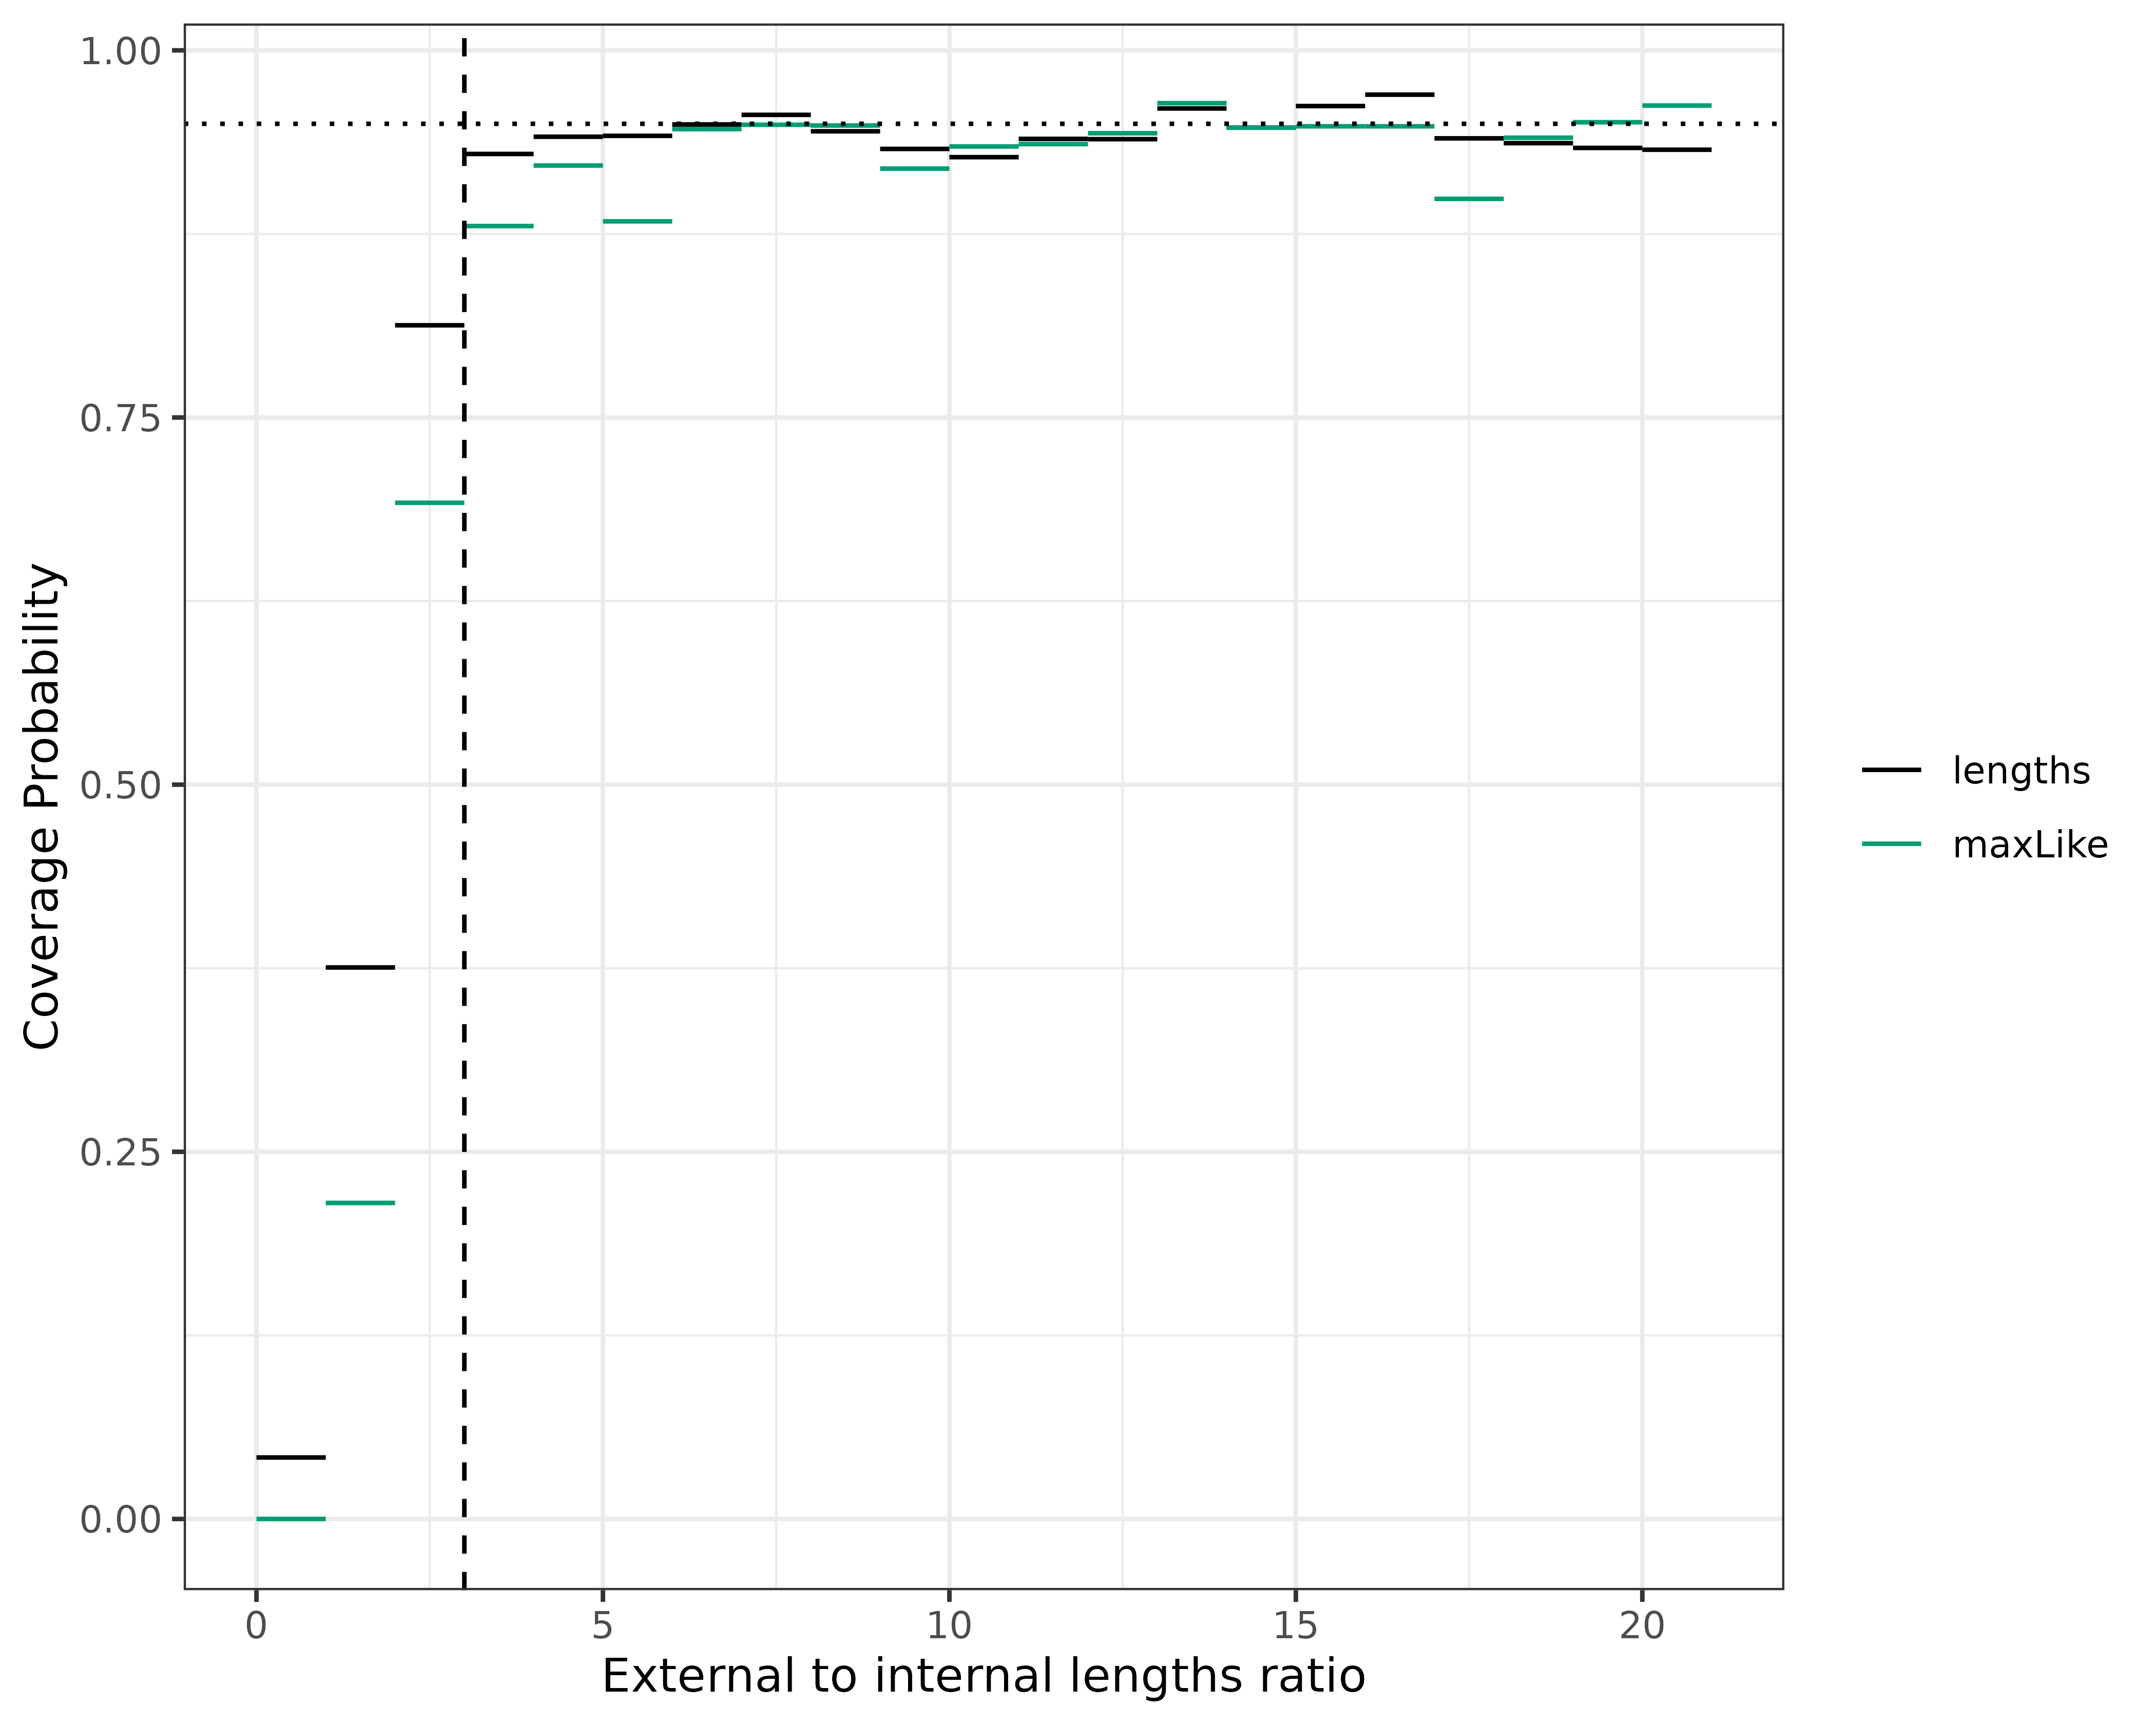 1.00
0.75
0.50
0.25
0.00
Coverage Probability
0
5
10
15
20
External to internal lengths ratio
lengths
maxLike